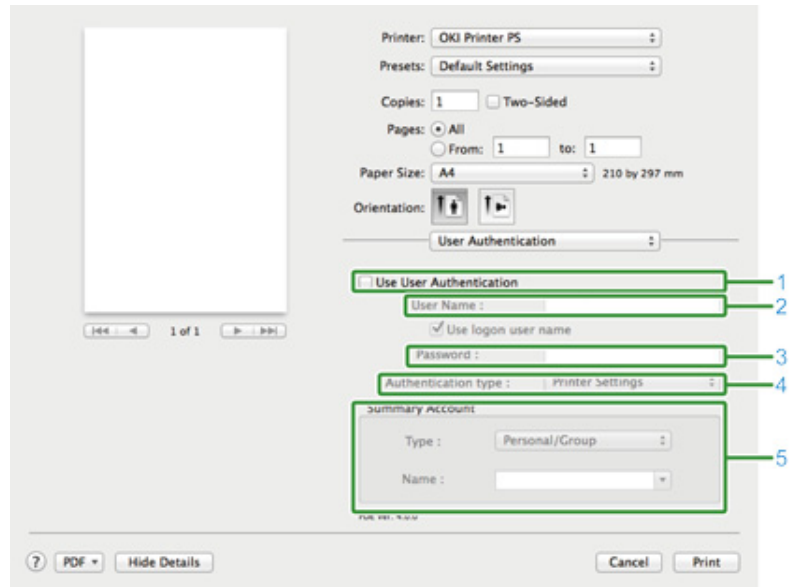 Printer: OKI Printer PS
Presets: Default Settings
Copies: 1 Two-Sided
Pages: All
From: 1 to: 1
Paper Size: A4 210 by 297 mm
Orientation:
User Authentication
Use User Authentication 1
User Name : 2
1 of 1
Use logon user name
Password : 3
Authentication type : Printer Settings 4
Summary Account
Type : Personal/Group
5
Name :
? PDF Hide Details Cancel Print